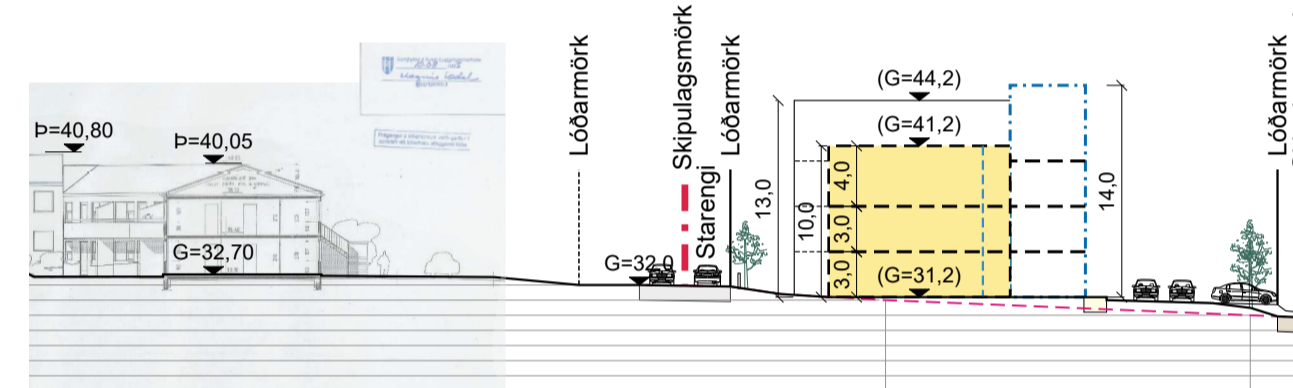 Þ=40,80
Þ=40,05
G=32,70
Lóðarmörk
Skipulagsmörk
Starengi
Lóðarmörk
G=32,0
13,0
10,0
4,0
3,0
3,0
(G=44,2)
(G=41,2)
(G=31,2)
14,0
Lóðarmörk